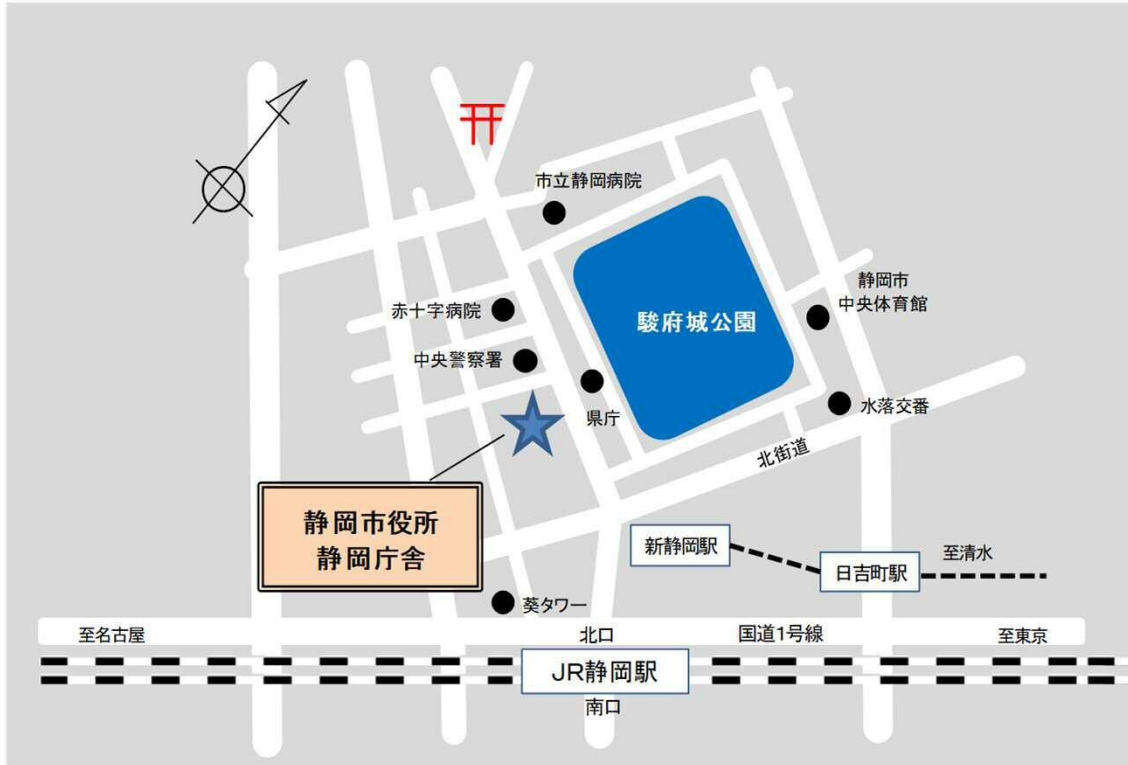 市立静岡病院
静岡市
中央体育館
赤十字病院
駿府城公園
中央警察署
県庁
水落交番
北街道
静岡市役所
静岡庁舎
新静岡駅
至清水
日吉町駅
葵タワー
至名古屋
北口
国道1号線
至東京
JR静岡駅
南口